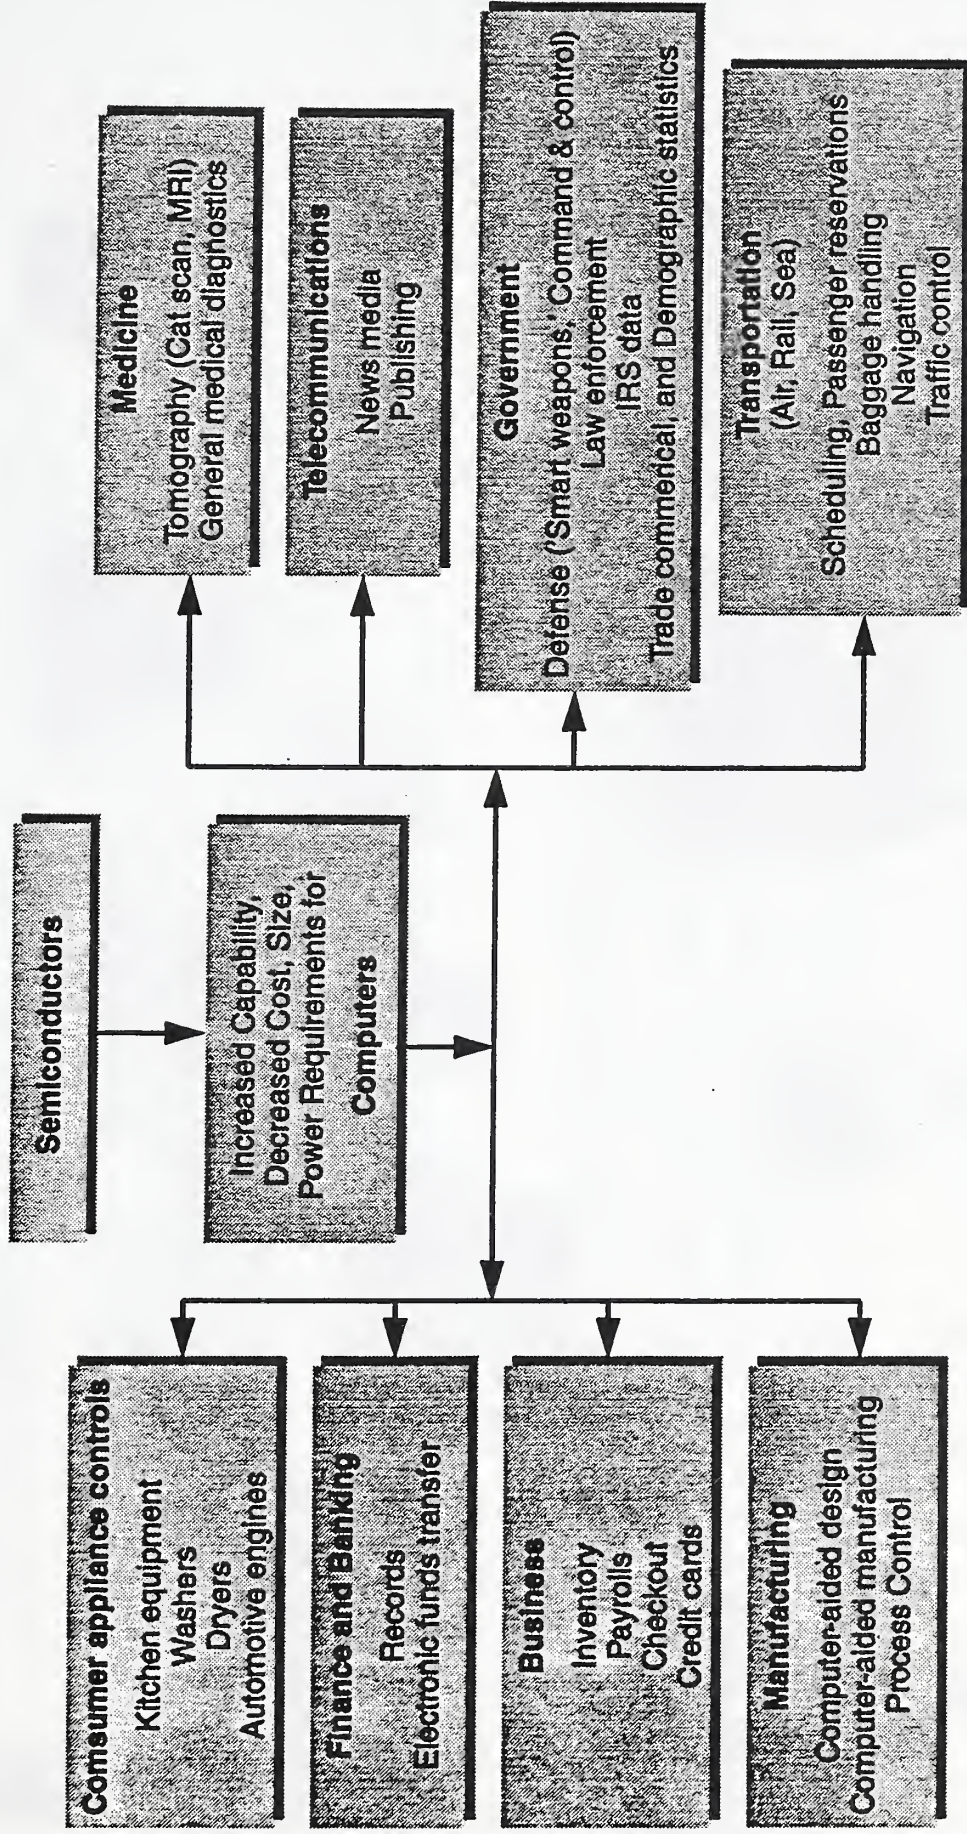 Semiconductors
Increased Capability,
Decreased Cost, Size,
Power Requirements for
Computers
Comsumer appliance controls
Kitchen equipment
Washers
Dryers
Automotive engines
Finance and Banking
Records
Electronic funds transfer
Business
Inventory
Payrolls
Checkout
Credit cards
Manufacturing
Computer-aided design
Computer-aided manufacturing
Process Control
Medicine
Tomography (Cat scan, MRI)
General medical diagnostics
Telecommunications
News media
Publishing
Government
Defense ('Smart weapons,' Command & control)
Law enforcement
IRS data
Trade commerical, and Demographic statistics
Transportation
(Air, Rail, Sea)
Scheduling, Passenger reservations
Baggage handling
Navigation
Traffic control